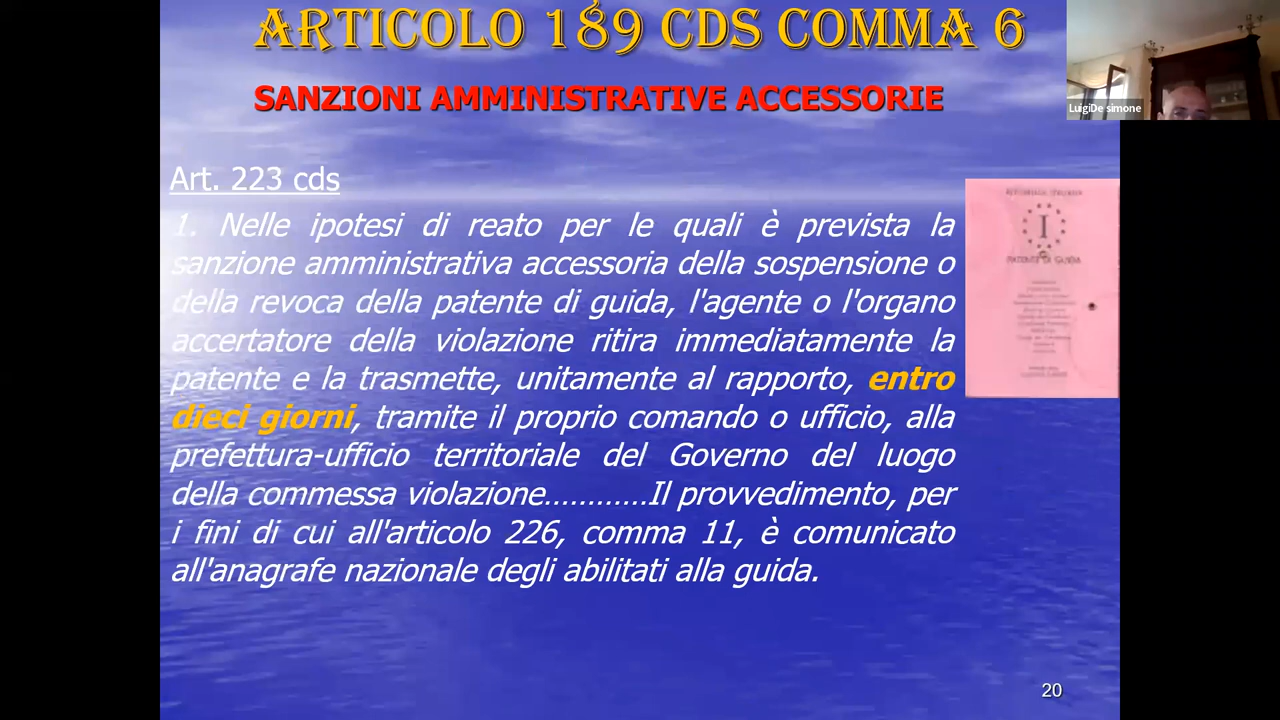 ARTICOLO 189 CDS COMMA 6
SANZIONI AMMINISTRATIVE ACCESSORIE
LuigiDe simone
Art. 223 cds
1. Nelle ipotesi di reato per le quali è prevista la
sanzione amministrativa accessoria della sospensione o
della revoca della patente di guida, l'agente o l'organo
accertatore della violazione ritira immediatamente la
patente e la trasmette, unitamente al rapporto, entro
dieci giorni, tramite il proprio comando o ufficio, alla
prefettura-ufficio territoriale del Governo del luogo
della commessa violazione…………Il provvedimento, per
i fini di cui all'articolo 226, comma 11, è comunicato
all'anagrafe nazionale degli abilitati alla guida.
I
PATENTE DI GUIDA
20